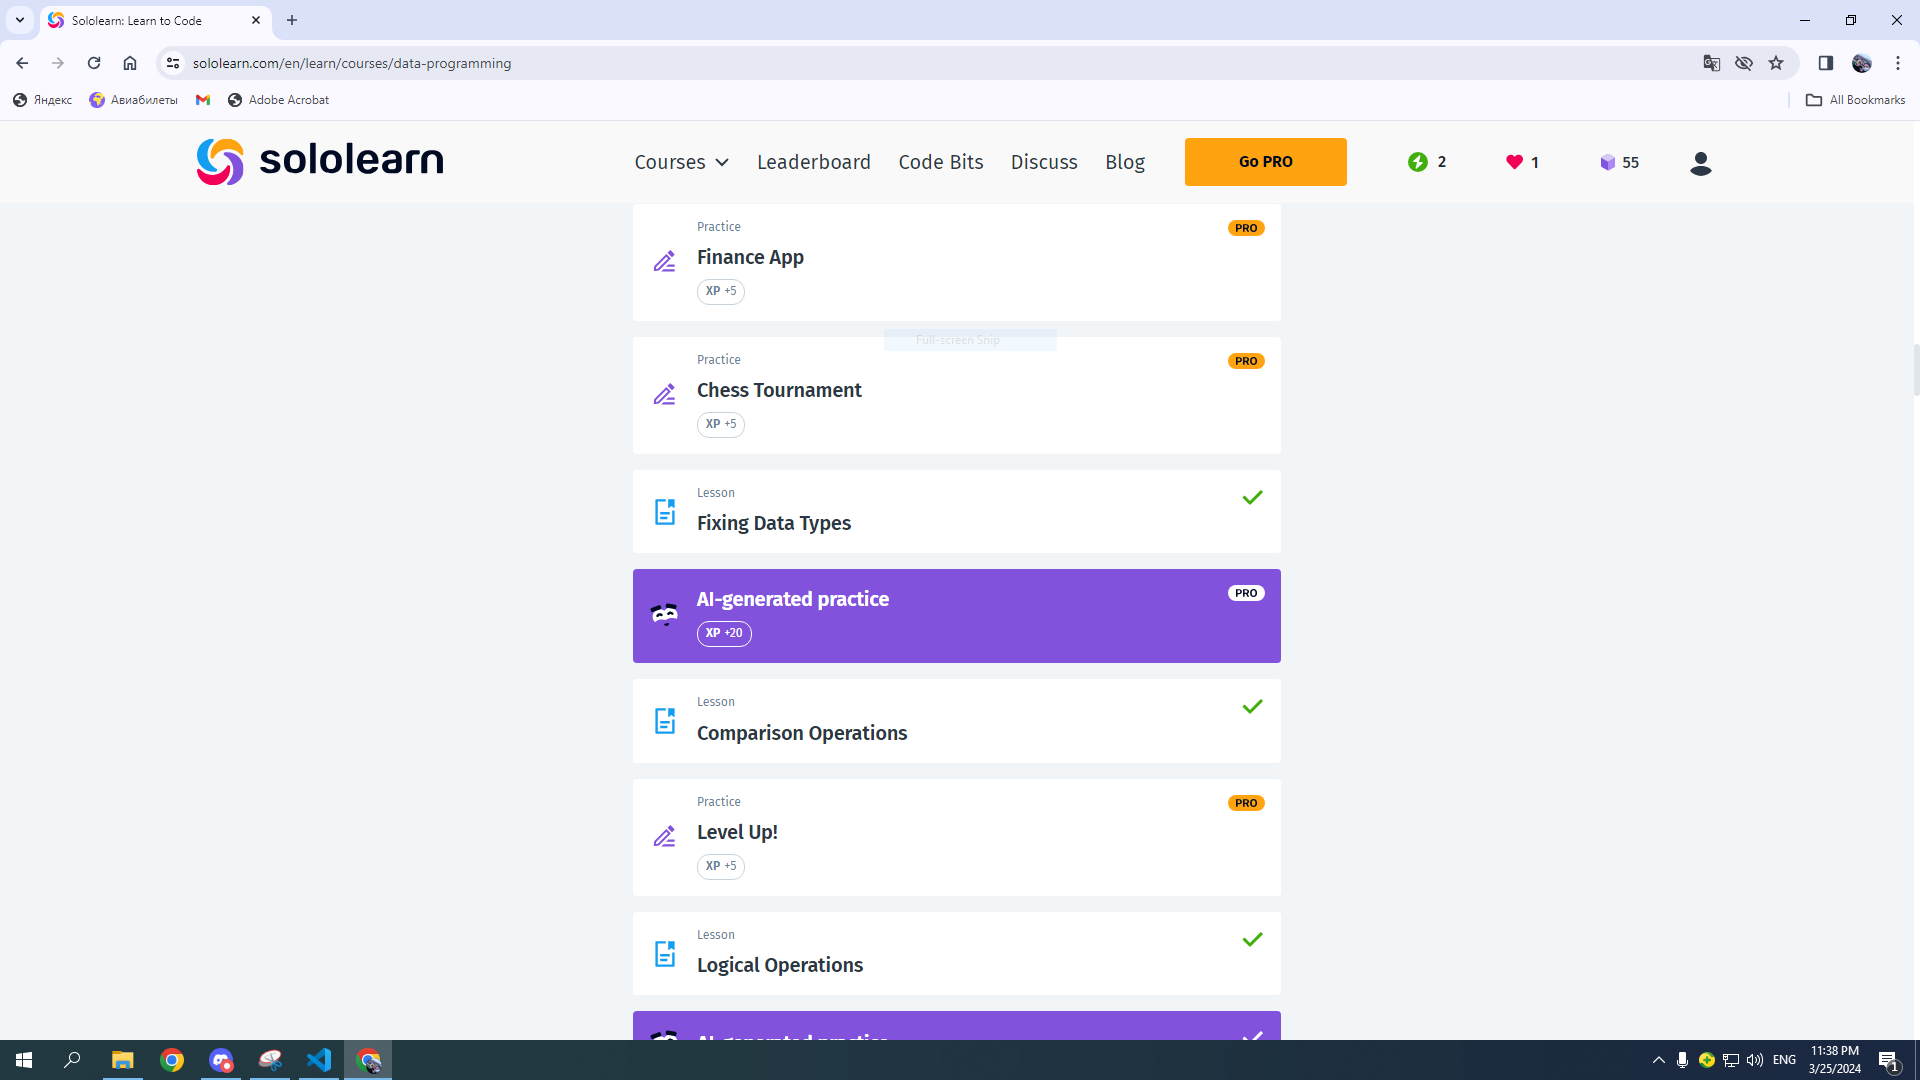 Sololearn: Learn to Code
sololearn.com/en/learn/courses/data-programming
Яндекс
Авиабилеты
Adobe Acrobat
All Bookmarks
sololearn
Courses
Leaderboard
Code Bits
Discuss
Blog
Go PRO
2
1
55
Practice
PRO
Finance App
XP +5
Full-screen Snip
Practice
PRO
Chess Tournament
XP +5
Lesson
Fixing Data Types
AI-generated practice
PRO
XP +20
Lesson
Comparison Operations
Practice
PRO
Level Up!
XP +5
Lesson
Logical Operations
AI-generated practice
ENG
11:38 PM
3/25/2024
1